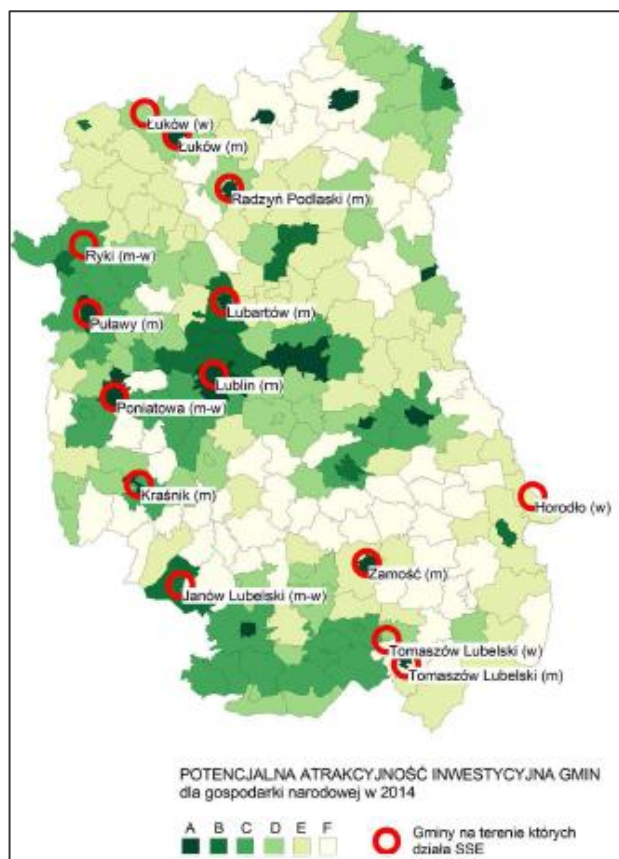 Łuków (w)
Łuków (m)
Radzyń Podlaski (m)
Ryki (m-w)
Lubartów (m)
Puławy (m)
Lublin (m)
Poniatowa (m-w)
Kraśnik (m)
Horodło (w)
Zamość (m)
Janów Lubelski (m-w)
Tomaszów Lubelski (w)
Tomaszów Lubelski (m)
POTENCJALNA ATRAKCYJNOŚĆ INWESTYCYJNA GMIN
dla gospodarki narodowej w 2014
A B C D E F
Gminy na terenie których
działa SSE